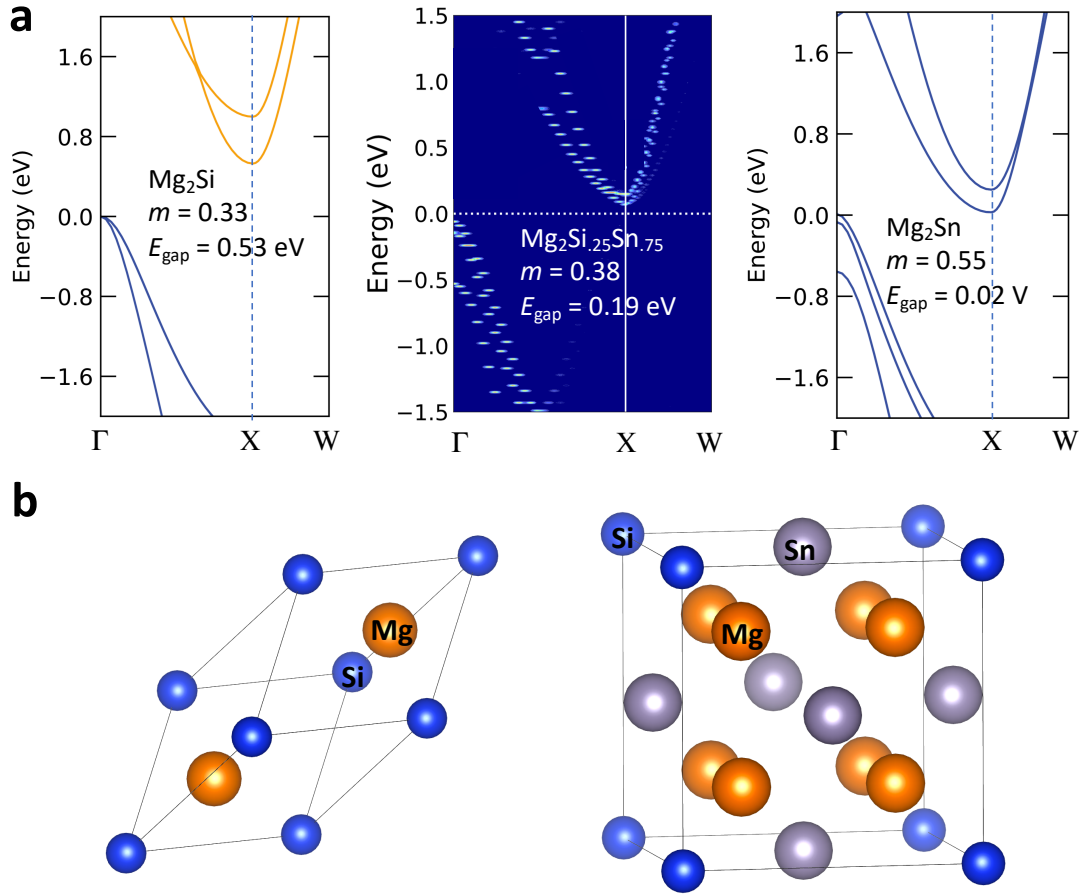 a
Energy (eV)
1.6
0.8
0.0
−0.8
−1.6
Γ
X
W
Mg₂Si
m = 0.33
E_gap = 0.53 eV
Energy (eV)
1.5
1.0
0.5
0.0
−0.5
−1.0
−1.5
Γ
X
W
Mg₂Si.₂₅Sn.₇₅
m = 0.38
E_gap = 0.19 eV
Energy (eV)
1.6
0.8
0.0
−0.8
−1.6
Γ
X
W
Mg₂Sn
m = 0.55
E_gap = 0.02 V
b
Mg
Si
Si
Sn
Mg